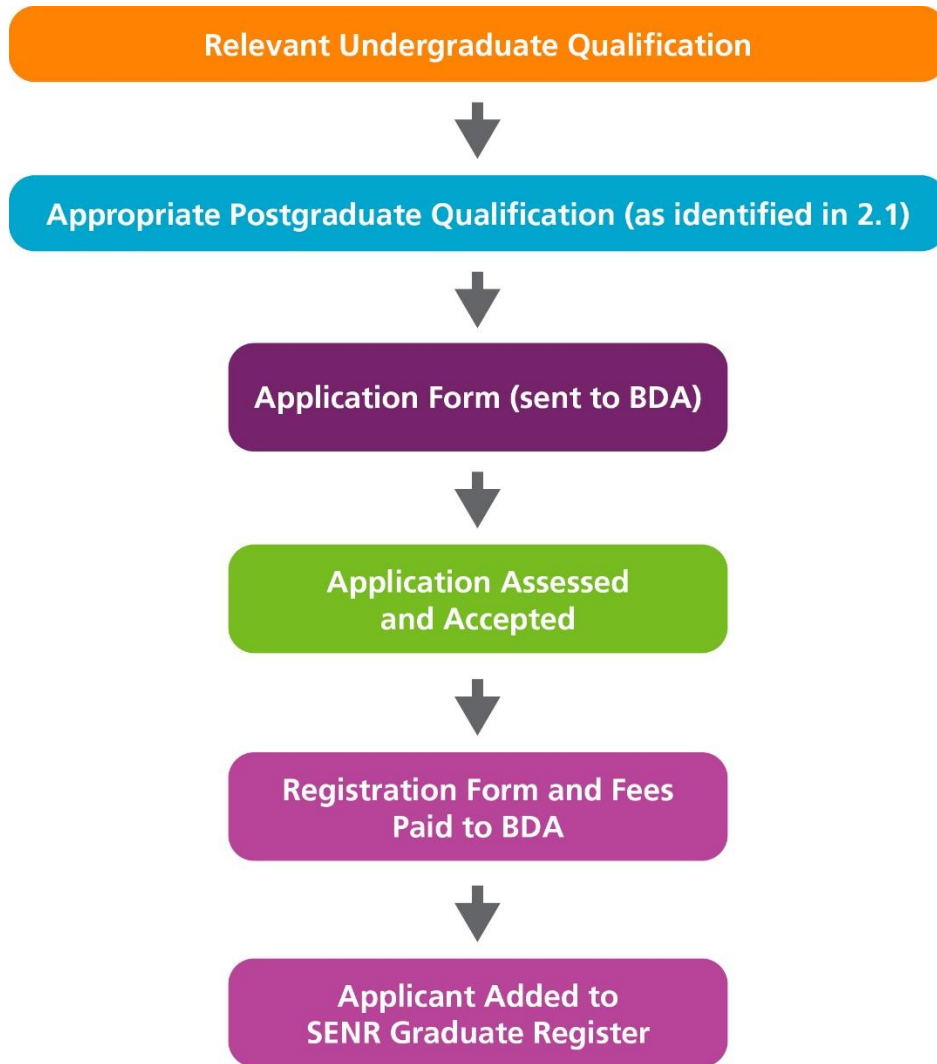 Relevant Undergraduate Qualification
Appropriate Postgraduate Qualification (as identified in 2.1)
Application Form (sent to BDA)
Application Assessed
and Accepted
Registration Form and Fees
Paid to BDA
Applicant Added to
SENR Graduate Register